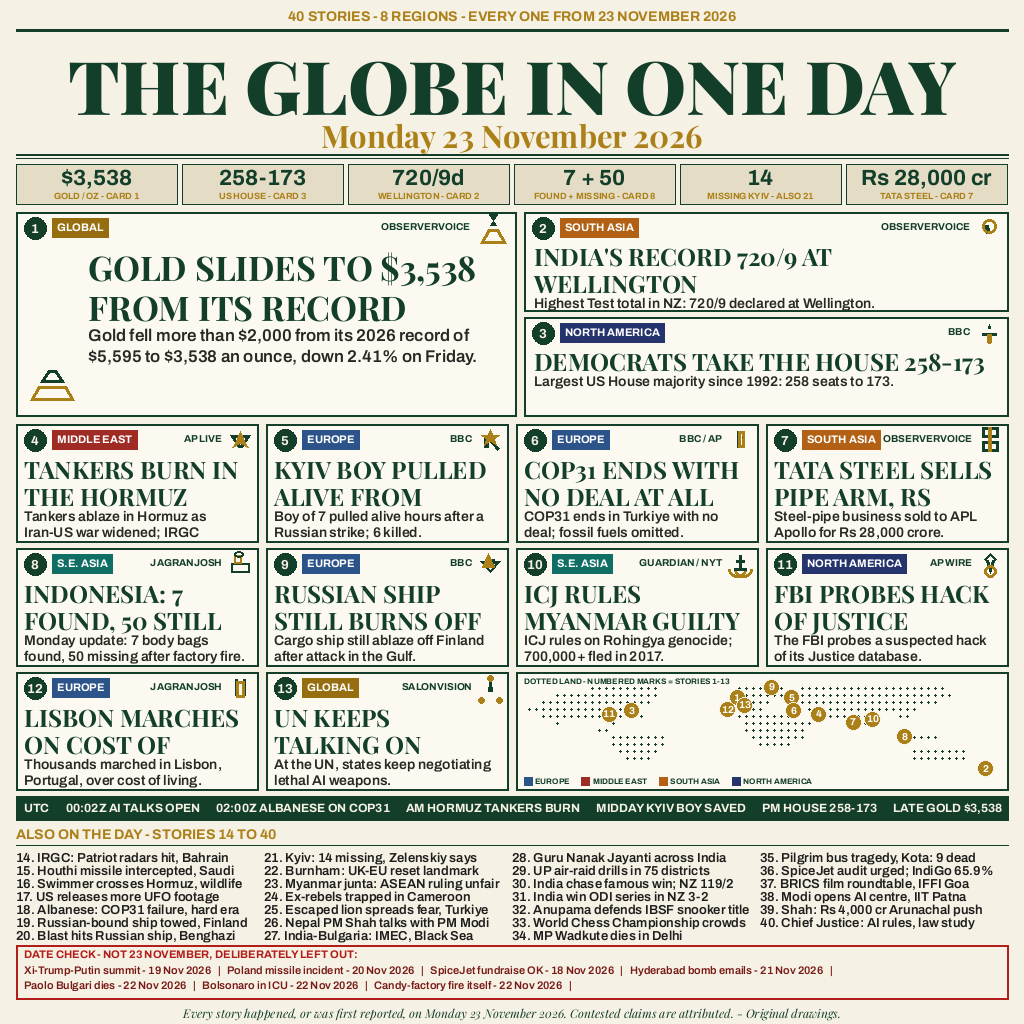 40 STORIES - 8 REGIONS - EVERY ONE FROM 23 NOVEMBER 2026
THE GLOBE IN ONE DAY
Monday 23 November 2026
$3,538
GOLD / OZ - CARD 1
258-173
US HOUSE - CARD 3
720/9d
WELLINGTON - CARD 2
7 + 50
FOUND + MISSING - CARD 8
14
MISSING KYIV - ALSO 21
Rs 28,000 cr
TATA STEEL - CARD 7
1 GLOBAL OBSERVERVOICE
GOLD SLIDES TO $3,538
FROM ITS RECORD
Gold fell more than $2,000 from its 2026 record of
$5,595 to $3,538 an ounce, down 2.41% on Friday.
2 SOUTH ASIA OBSERVERVOICE
INDIA'S RECORD 720/9 AT
WELLINGTON
Highest Test total in NZ: 720/9 declared at Wellington.
3 NORTH AMERICA BBC
DEMOCRATS TAKE THE HOUSE 258-173
Largest US House majority since 1992: 258 seats to 173.
4 MIDDLE EAST AP LIVE
TANKERS BURN IN
THE HORMUZ
Tankers ablaze in Hormuz as
Iran-US war widened; IRGC
5 EUROPE BBC
KYIV BOY PULLED
ALIVE FROM
Boy of 7 pulled alive hours after a
Russian strike; 6 killed.
6 EUROPE BBC / AP
COP31 ENDS WITH
NO DEAL AT ALL
COP31 ends in Turkiye with no
deal; fossil fuels omitted.
7 SOUTH ASIA OBSERVERVOICE
TATA STEEL SELLS
PIPE ARM, RS
Steel-pipe business sold to APL
Apollo for Rs 28,000 crore.
8 S.E. ASIA JAGRANJOSH
INDONESIA: 7
FOUND, 50 STILL
Monday update: 7 body bags
found, 50 missing after factory fire.
9 EUROPE BBC
RUSSIAN SHIP
STILL BURNS OFF
Cargo ship still ablaze off Finland
after attack in the Gulf.
10 S.E. ASIA GUARDIAN / NYT
ICJ RULES
MYANMAR GUILTY
ICJ rules on Rohingya genocide;
700,000+ fled in 2017.
11 NORTH AMERICA AP WIRE
FBI PROBES HACK
OF JUSTICE
The FBI probes a suspected hack
of its Justice database.
12 EUROPE JAGRANJOSH
LISBON MARCHES
ON COST OF
Thousands marched in Lisbon,
Portugal, over cost of living.
13 GLOBAL SALONVISION
UN KEEPS
TALKING ON
At the UN, states keep negotiating
lethal AI weapons.
DOTTED LAND - NUMBERED MARKS = STORIES 1-13
9
1
5
11
3
12
13
6
4
7
10
8
2
EUROPE MIDDLE EAST SOUTH ASIA NORTH AMERICA
UTC 00:02Z AI TALKS OPEN 02:00Z ALBANESE ON COP31 AM HORMUZ TANKERS BURN MIDDAY KYIV BOY SAVED PM HOUSE 258-173 LATE GOLD $3,538
ALSO ON THE DAY - STORIES 14 TO 40
14. IRGC: Patriot radars hit, Bahrain
15. Houthi missile intercepted, Saudi
16. Swimmer crosses Hormuz, wildlife
17. US releases more UFO footage
18. Albanese: COP31 failure, hard era
19. Russian-bound ship towed, Finland
20. Blast hits Russian ship, Benghazi
21. Kyiv: 14 missing, Zelenskiy says
22. Burnham: UK-EU reset landmark
23. Myanmar junta: ASEAN ruling unfair
24. Ex-rebels trapped in Cameroon
25. Escaped lion spreads fear, Turkiye
26. Nepal PM Shah talks with PM Modi
27. India-Bulgaria: IMEC, Black Sea
28. Guru Nanak Jayanti across India
29. UP air-raid drills in 75 districts
30. India chase famous win; NZ 119/2
31. India win ODI series in NZ 3-2
32. Anupama defends IBSF snooker title
33. World Chess Championship crowds
34. MP Wadkute dies in Delhi
35. Pilgrim bus tragedy, Kota: 9 dead
36. SpiceJet audit urged; IndiGo 65.9%
37. BRICS film roundtable, IFFI Goa
38. Modi opens AI centre, IIT Patna
39. Shah: Rs 4,000 cr Arunachal push
40. Chief Justice: AI rules, law study
DATE CHECK - NOT 23 NOVEMBER, DELIBERATELY LEFT OUT:
Xi-Trump-Putin summit - 19 Nov 2026 | Poland missile incident - 20 Nov 2026 | SpiceJet fundraise OK - 18 Nov 2026 | Hyderabad bomb emails - 21 Nov 2026 |
Paolo Bulgari dies - 22 Nov 2026 | Bolsonaro in ICU - 22 Nov 2026 | Candy-factory fire itself - 22 Nov 2026 |
Every story happened, or was first reported, on Monday 23 November 2026. Contested claims are attributed. - Original drawings.